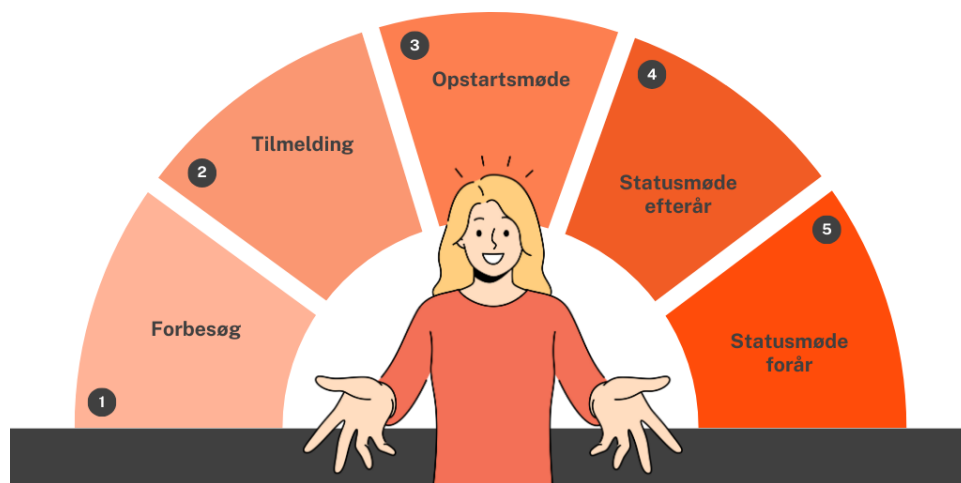 1
Forbesøg
2
Tilmelding
3
Opstartsmøde
4
Statusmøde
efterår
5
Statusmøde
forår